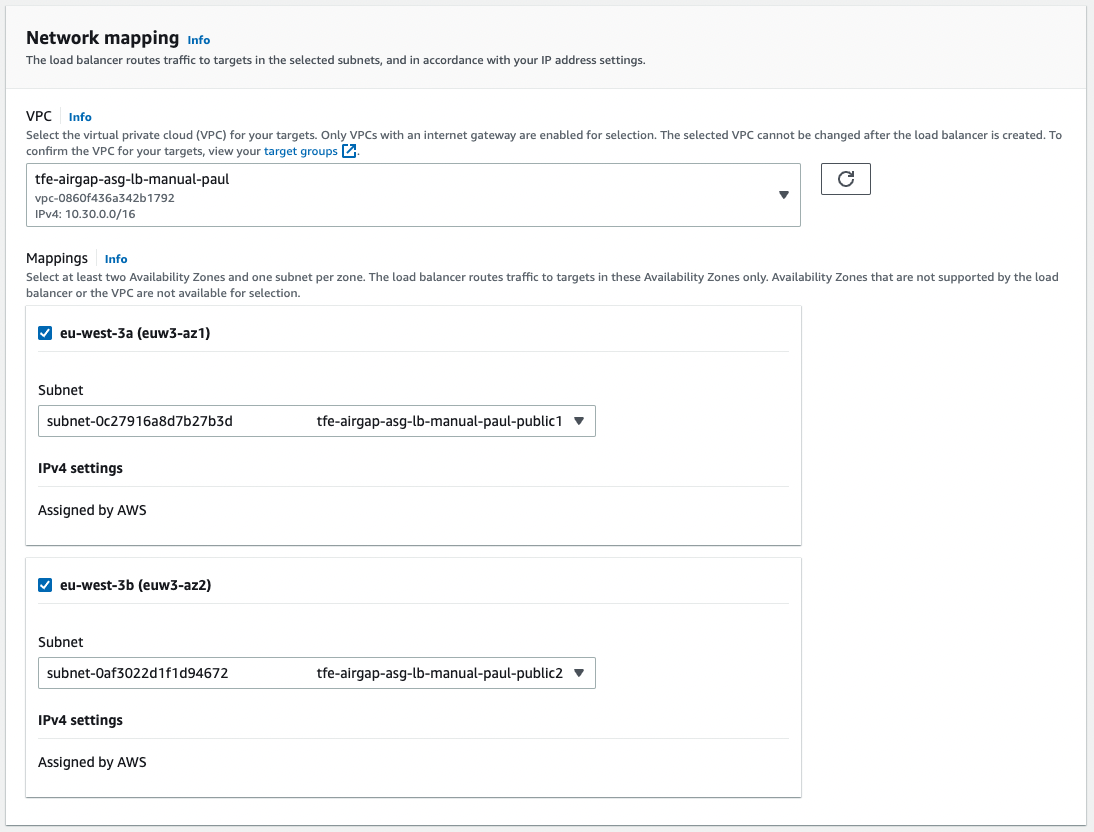 Network mapping Info
The load balancer routes traffic to targets in the selected subnets, and in accordance with your IP address settings.
VPC Info
Select the virtual private cloud (VPC) for your targets. Only VPCs with an internet gateway are enabled for selection. The selected VPC cannot be changed after the load balancer is created. To
confirm the VPC for your targets, view your target groups.
tfe-airgap-asg-lb-manual-paul
vpc-0860f436a342b1792
IPv4: 10.30.0.0/16
Mappings Info
Select at least two Availability Zones and one subnet per zone. The load balancer routes traffic to targets in these Availability Zones only. Availability Zones that are not supported by the load
balancer or the VPC are not available for selection.
eu-west-3a (euw3-az1)
Subnet
subnet-0c27916a8d7b27b3d tfe-airgap-asg-lb-manual-paul-public1
IPv4 settings
Assigned by AWS
eu-west-3b (euw3-az2)
Subnet
subnet-0af3022d1f1d94672 tfe-airgap-asg-lb-manual-paul-public2
IPv4 settings
Assigned by AWS